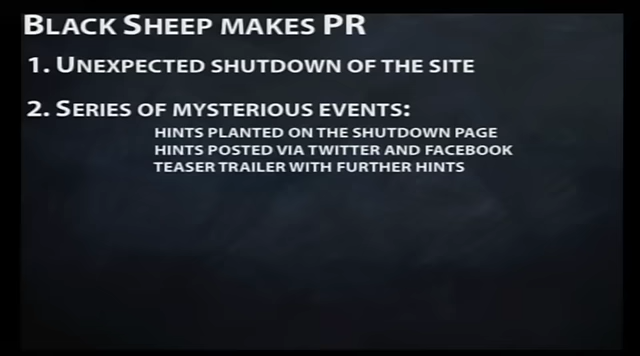 Black Sheep makes PR
1. Unexpected shutdown of the site
2. Series of mysterious events:
hints planted on the shutdown page
hints posted via twitter and facebook
teaser trailer with further hints